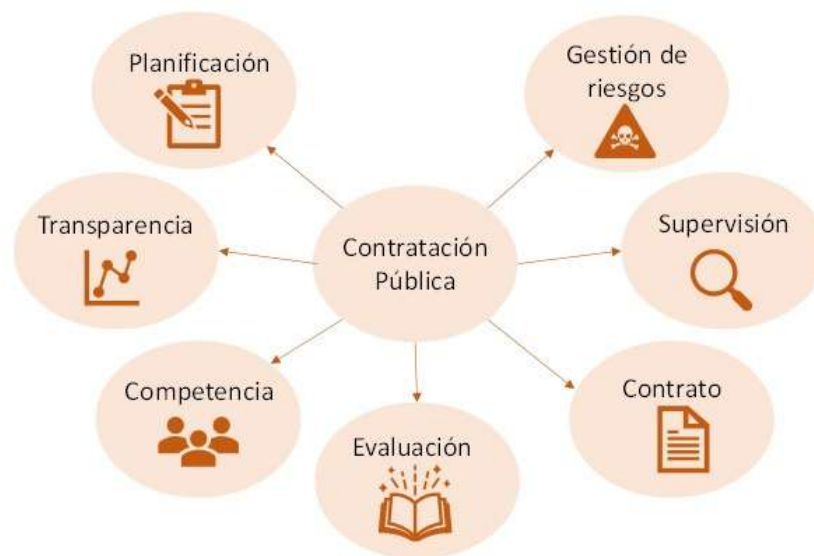 Planificación
Gestión de
riesgos
Transparencia
Contratación
Pública
Supervisión
Competencia
Evaluación
Contrato